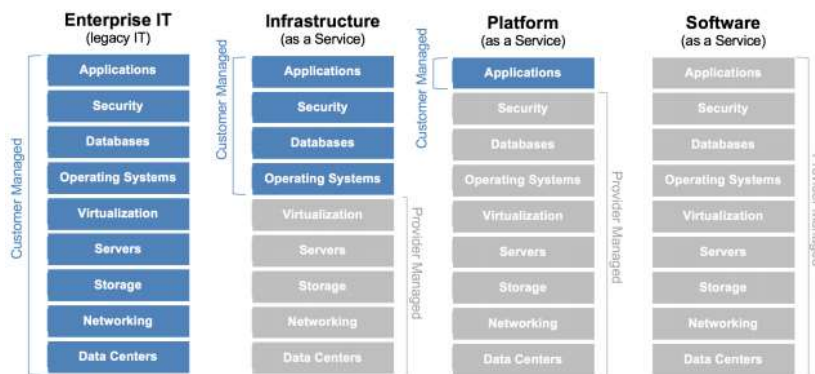 Enterprise IT
(legacy IT)
Customer Managed
Applications
Security
Databases
Operating Systems
Virtualization
Servers
Storage
Networking
Data Centers
Infrastructure
(as a Service)
Customer Managed
Applications
Security
Databases
Operating Systems
Virtualization
Servers
Storage
Networking
Data Centers
Provider Managed
Platform
(as a Service)
Customer Managed
Applications
Security
Databases
Operating Systems
Virtualization
Servers
Storage
Networking
Data Centers
Provider Managed
Software
(as a Service)
Applications
Security
Databases
Operating Systems
Virtualization
Servers
Storage
Networking
Data Centers
Provider Managed